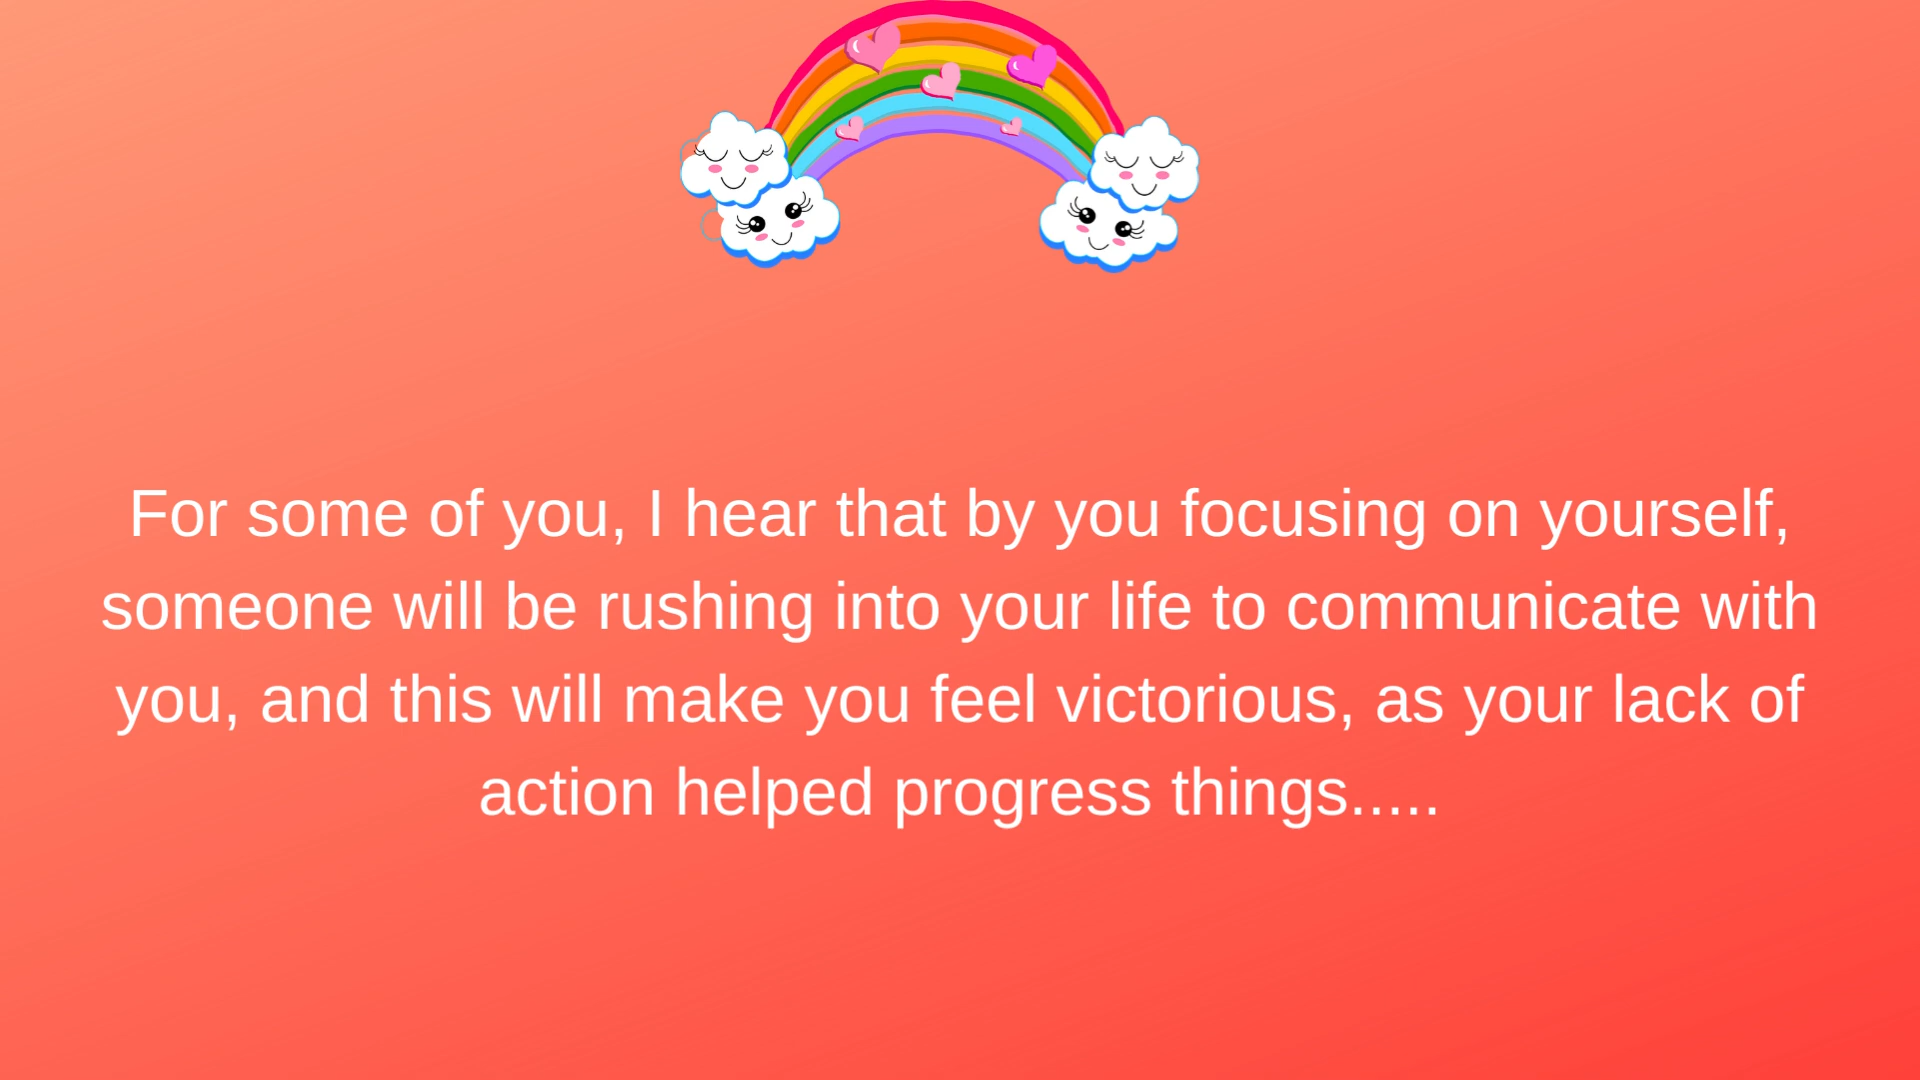 For some of you, I hear that by you focusing on yourself,
someone will be rushing into your life to communicate with
you, and this will make you feel victorious, as your lack of
action helped progress things.....